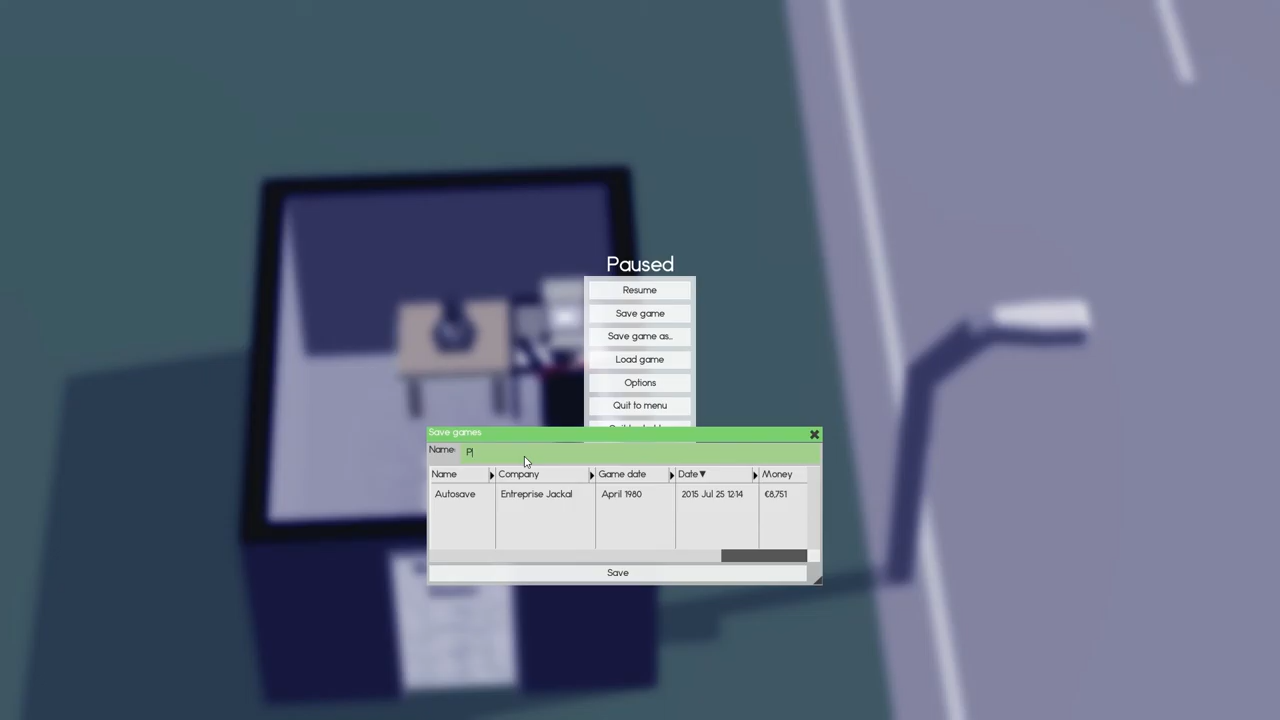 Paused
Resume
Save game
Save game as...
Load game
Options
Quit to menu
Save games
Name: P
Name Company Game date Date▼ Money
Autosave Entreprise Jackal April 1980 2015 Jul 25 12:14 €8,751
Save